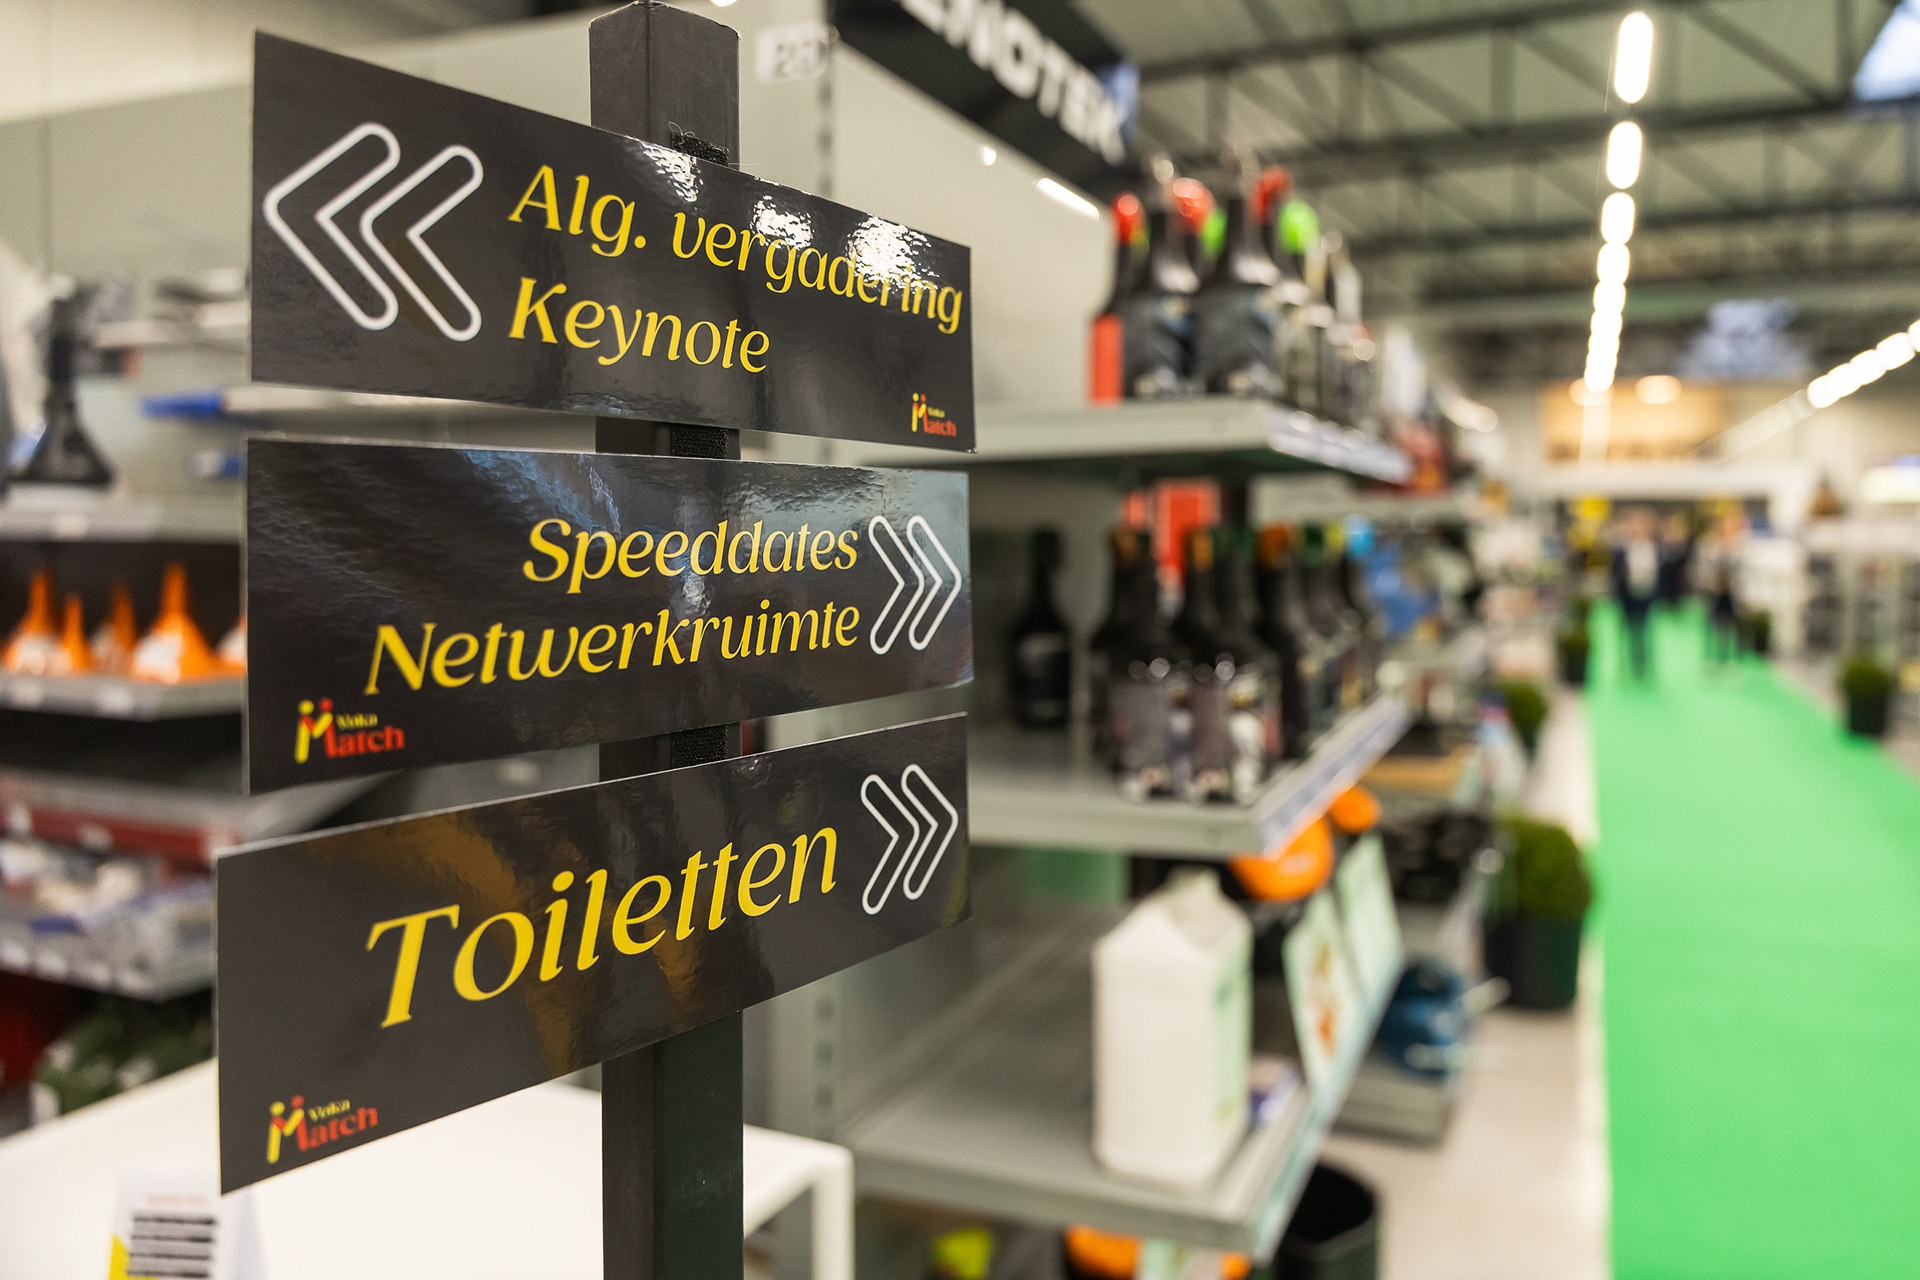 Alg. vergadering
Keynote
Voka
Match
Speeddates
Netwerkruimte
Voka
Match
Toiletten
Voka
Match